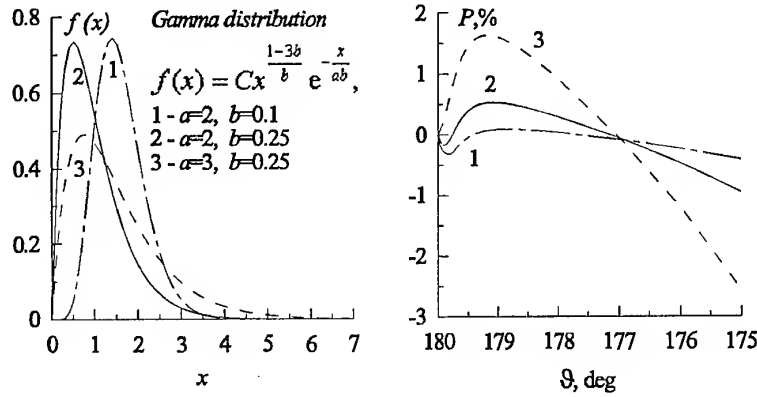 f(x)
Gamma distribution
f(x) = Cx^{\frac{1-3b}{b}} e^{-\frac{x}{ab}},
1 - a=2, b=0.1
2 - a=2, b=0.25
3 - a=3, b=0.25
1
2
3
0.8
0.6
0.4
0.2
0
0 1 2 3 4 5 6 7
x
P,%
3
2
1
2
1
0
-1
-2
-3
180 179 178 177 176 175
ϑ, deg